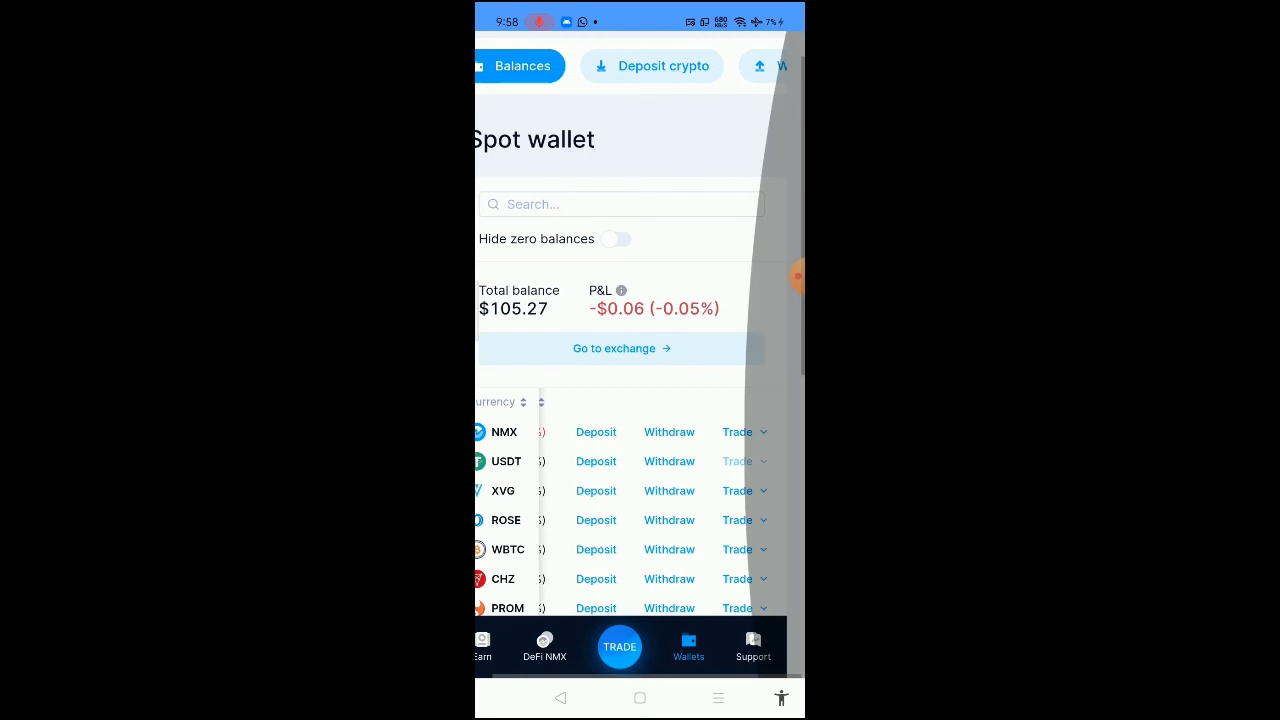 9:58 680 KB/S 7%
Balances Deposit crypto W
Spot wallet
Search...
Hide zero balances
Total balance P&L
$105.27 -$0.06 (-0.05%)
Go to exchange →
urrency
NMX %) Deposit Withdraw Trade
USDT %) Deposit Withdraw Trade
XVG %) Deposit Withdraw Trade
ROSE %) Deposit Withdraw Trade
WBTC %) Deposit Withdraw Trade
CHZ %) Deposit Withdraw Trade
PROM %) Deposit Withdraw Trade
TRADE
Earn DeFi NMX Wallets Support